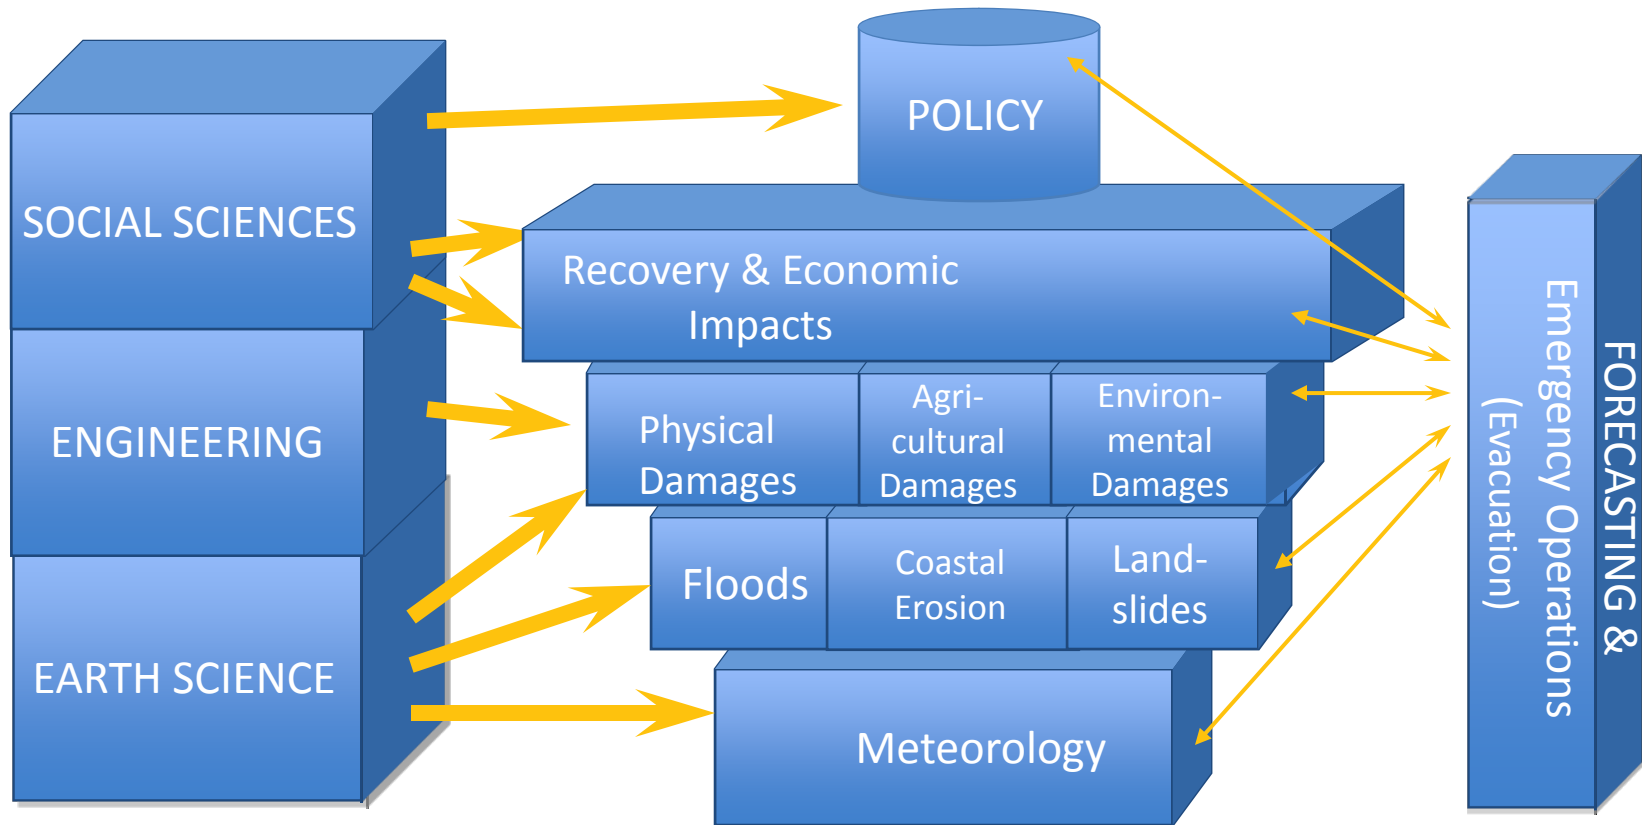 SOCIAL SCIENCES
ENGINEERING
EARTH SCIENCE
POLICY
Recovery & Economic
Impacts
Physical
Damages
Agri-
cultural
Damages
Environ-
mental
Damages
Floods
Coastal
Erosion
Land-
slides
Meteorology
FORECASTING &
Emergency Operations
(Evacuation)